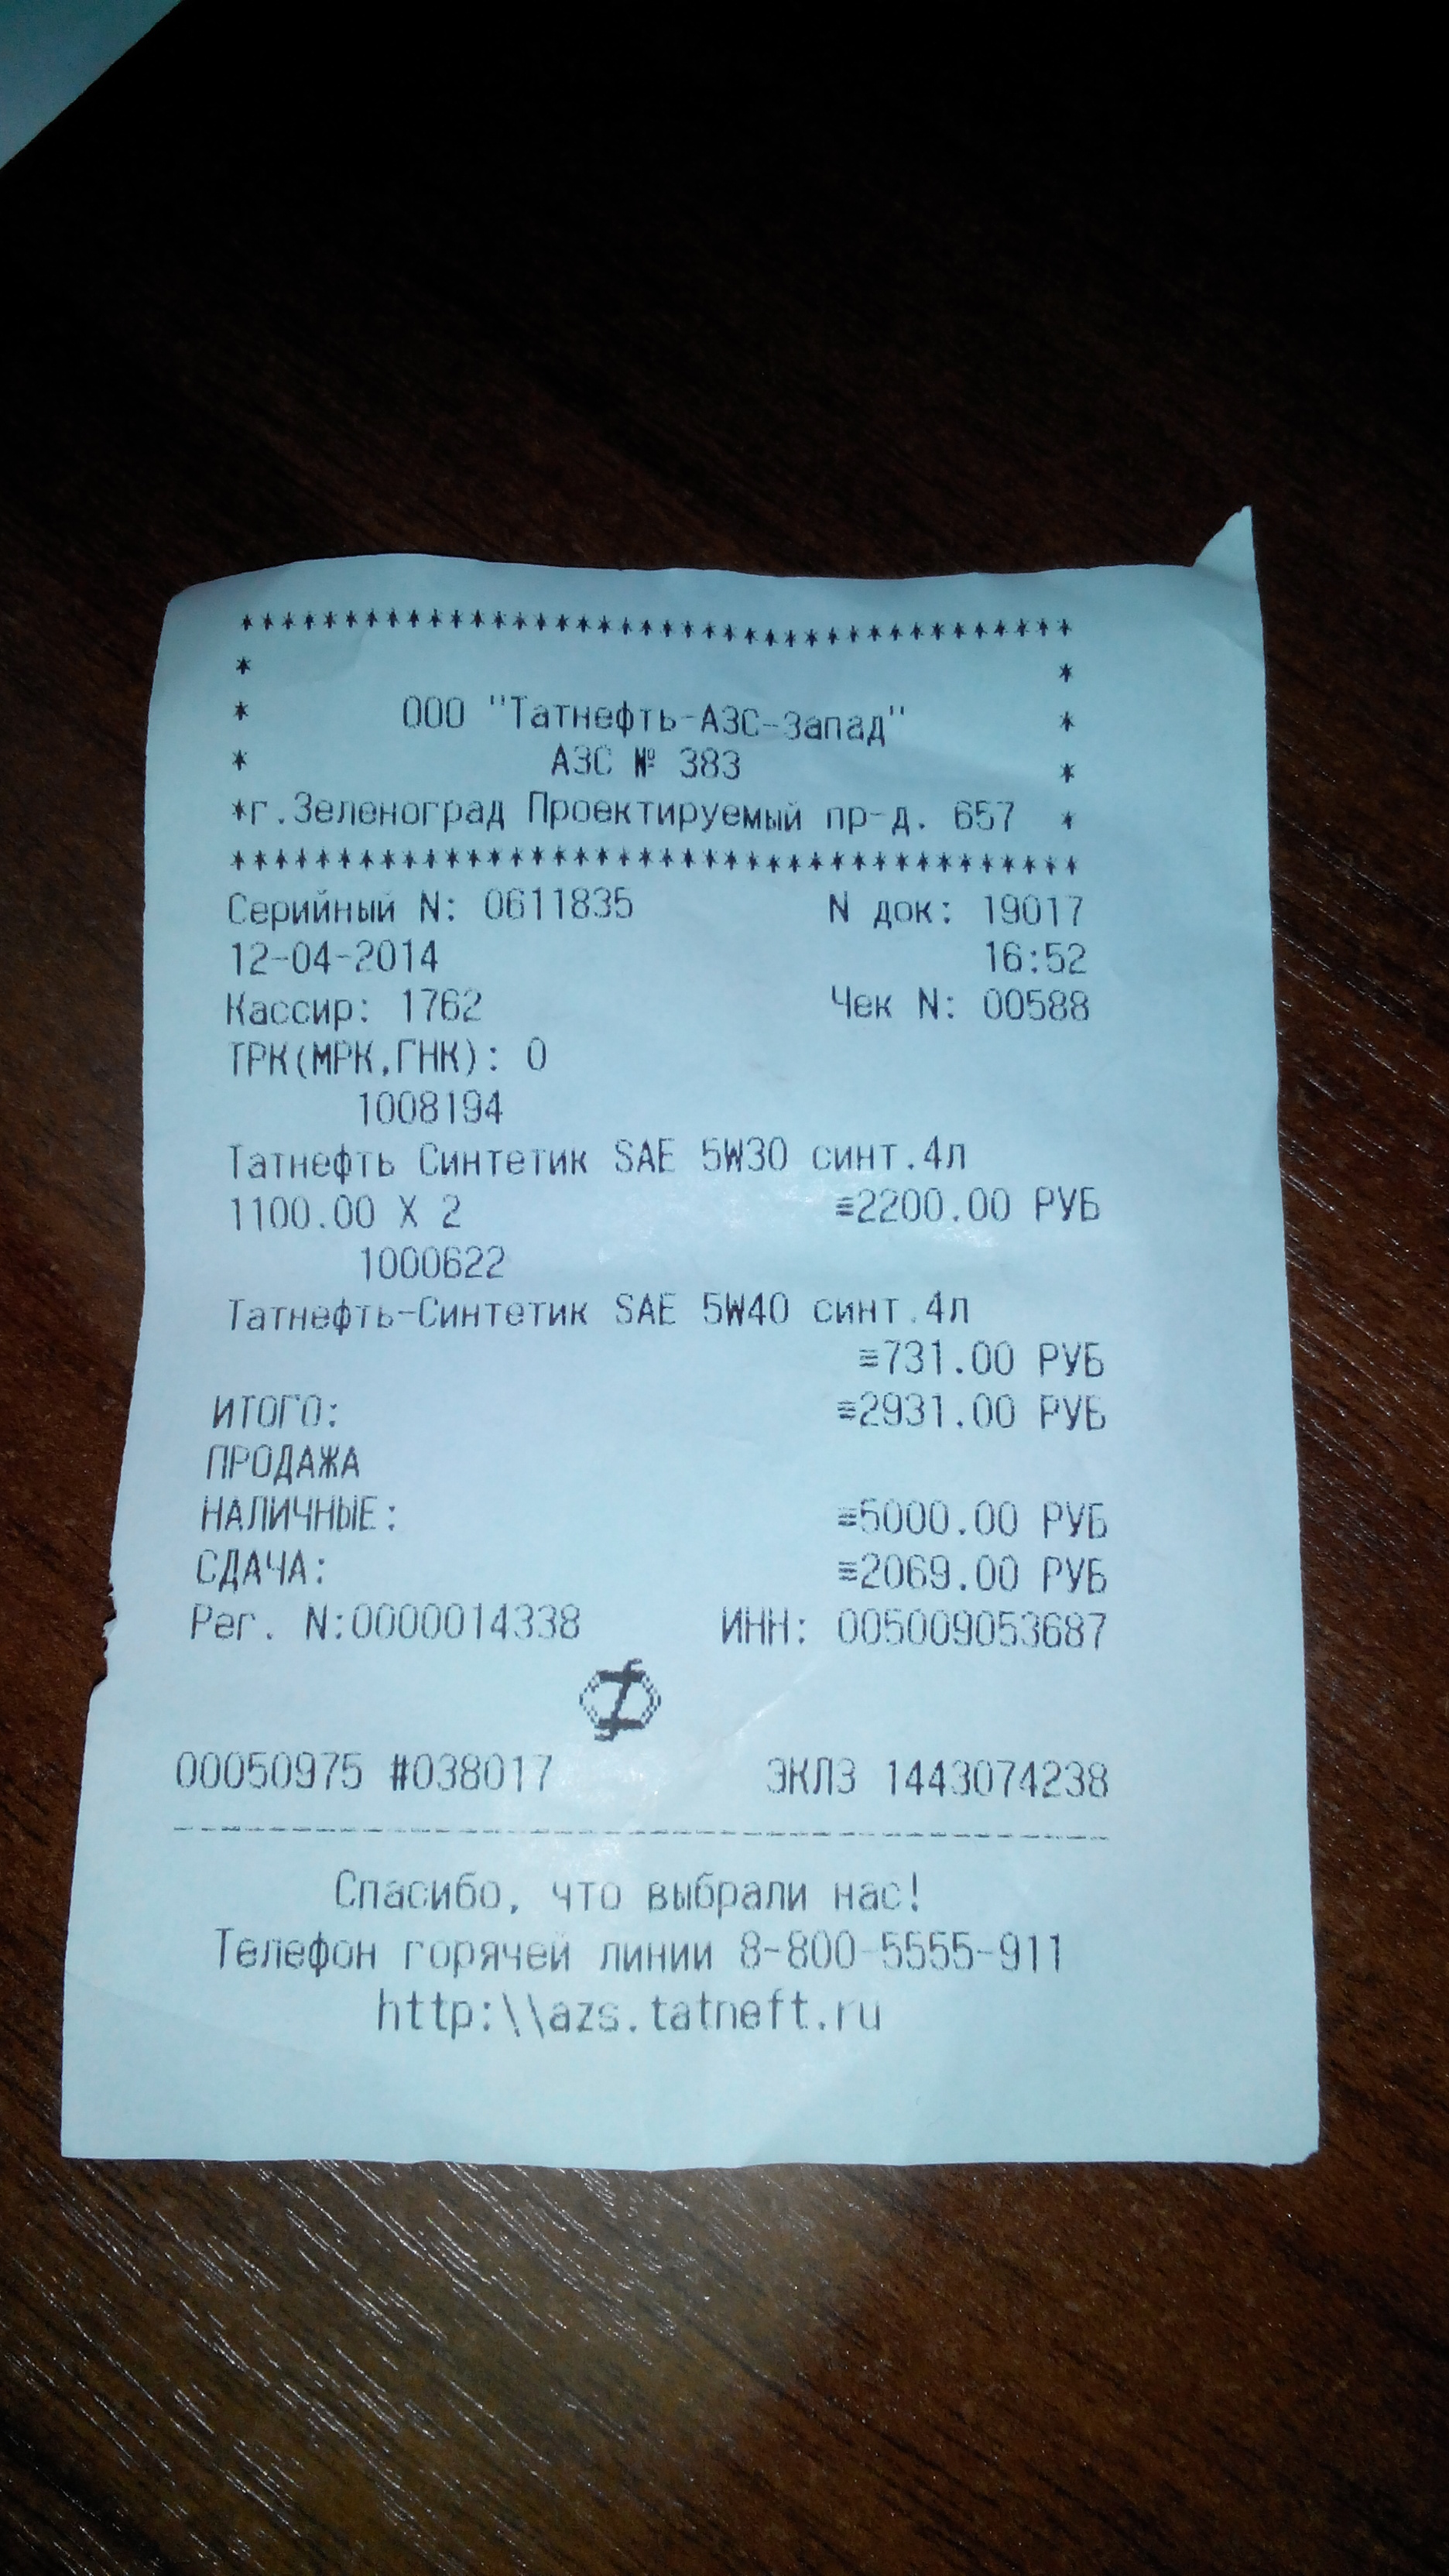 ****************************************
* *
* ООО "Татнефть-АЗС-Запад" *
* АЗС № 383 *
*г.Зеленоград Проектируемый пр-д. 657 *
****************************************
Серийный N: 0611835 N док: 19017
12-04-2014 16:52
Кассир: 1762 Чек N: 00588
ТРК(МРК,ГНК): 0
1008194
Татнефть Синтетик SAE 5W30 синт.4л
1100.00 X 2 ≡2200.00 РУБ
1000622
Татнефть-Синтетик SAE 5W40 синт.4л
≡731.00 РУБ
ИТОГО: ≡2931.00 РУБ
ПРОДАЖА
НАЛИЧНЫЕ: ≡5000.00 РУБ
СДАЧА: ≡2069.00 РУБ
Рег. N:0000014338 ИНН: 005009053687
00050975 #038017 ЭКЛЗ 1443074238
Спасибо, что выбрали нас!
Телефон горячей линии 8-800-5555-911
http:\\azs.tatneft.ru